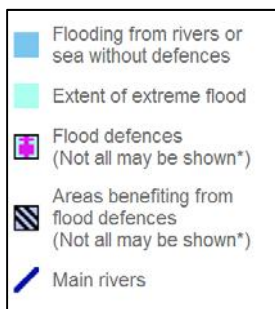 Flooding from rivers or
sea without defences
Extent of extreme flood
Flood defences
(Not all may be shown*)
Areas benefiting from
flood defences
(Not all may be shown*)
Main rivers